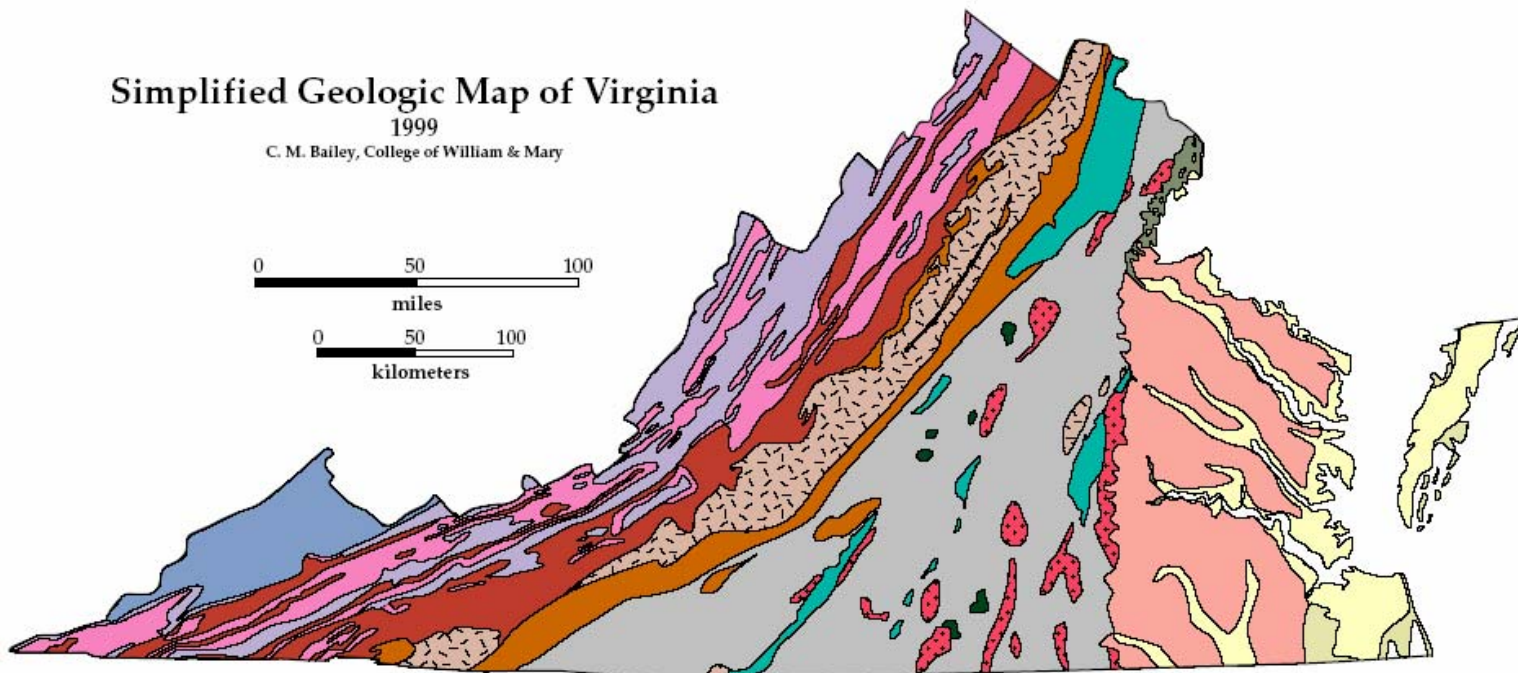 Simplified Geologic Map of Virginia
1999
C. M. Bailey, College of William & Mary
0 50 100
miles
0 50 100
kilometers